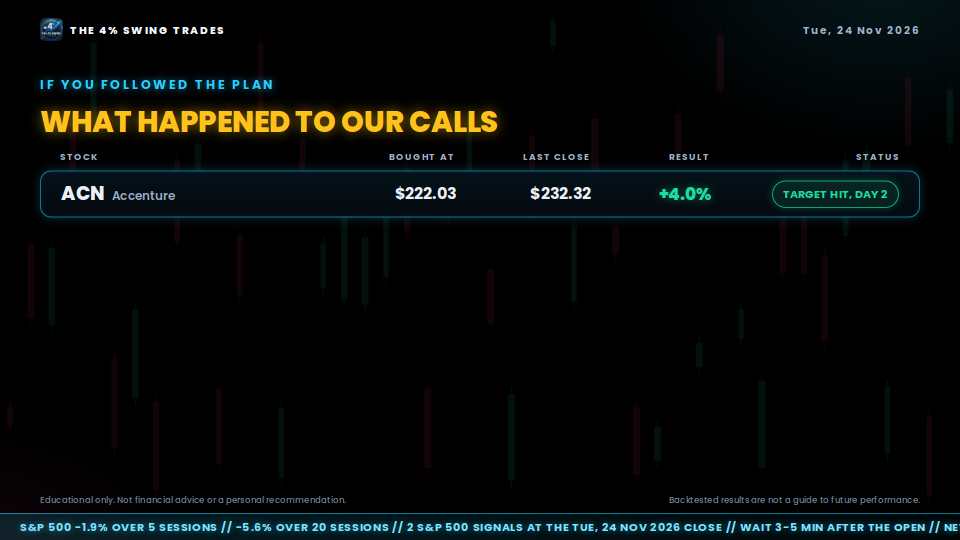 THE 4% SWING TRADES
Tue, 24 Nov 2026
IF YOU FOLLOWED THE PLAN
WHAT HAPPENED TO OUR CALLS
STOCK BOUGHT AT LAST CLOSE RESULT STATUS
ACN Accenture $222.03 $232.32 +4.0% TARGET HIT, DAY 2
Educational only. Not financial advice or a personal recommendation.
Backtested results are not a guide to future performance.
S&P 500 -1.9% OVER 5 SESSIONS // -5.6% OVER 20 SESSIONS // 2 S&P 500 SIGNALS AT THE TUE, 24 NOV 2026 CLOSE // WAIT 3-5 MIN AFTER THE OPEN //